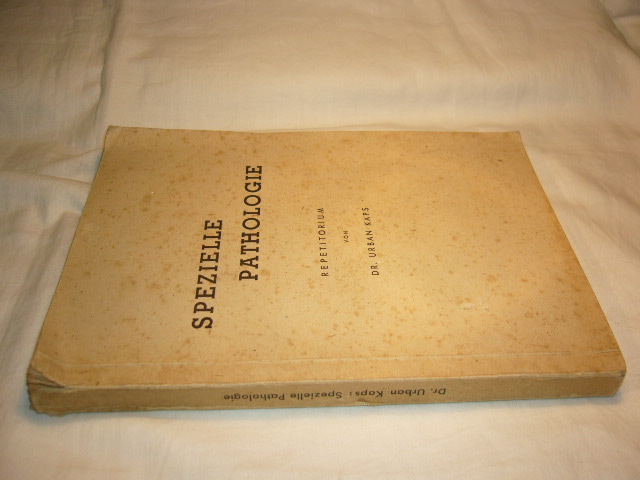 SPEZIELLE
PATHOLOGIE
REPETITORIUM
VON
DR. URBAN KAPS
Dr. Urban Kaps: Spezielle Pathologie